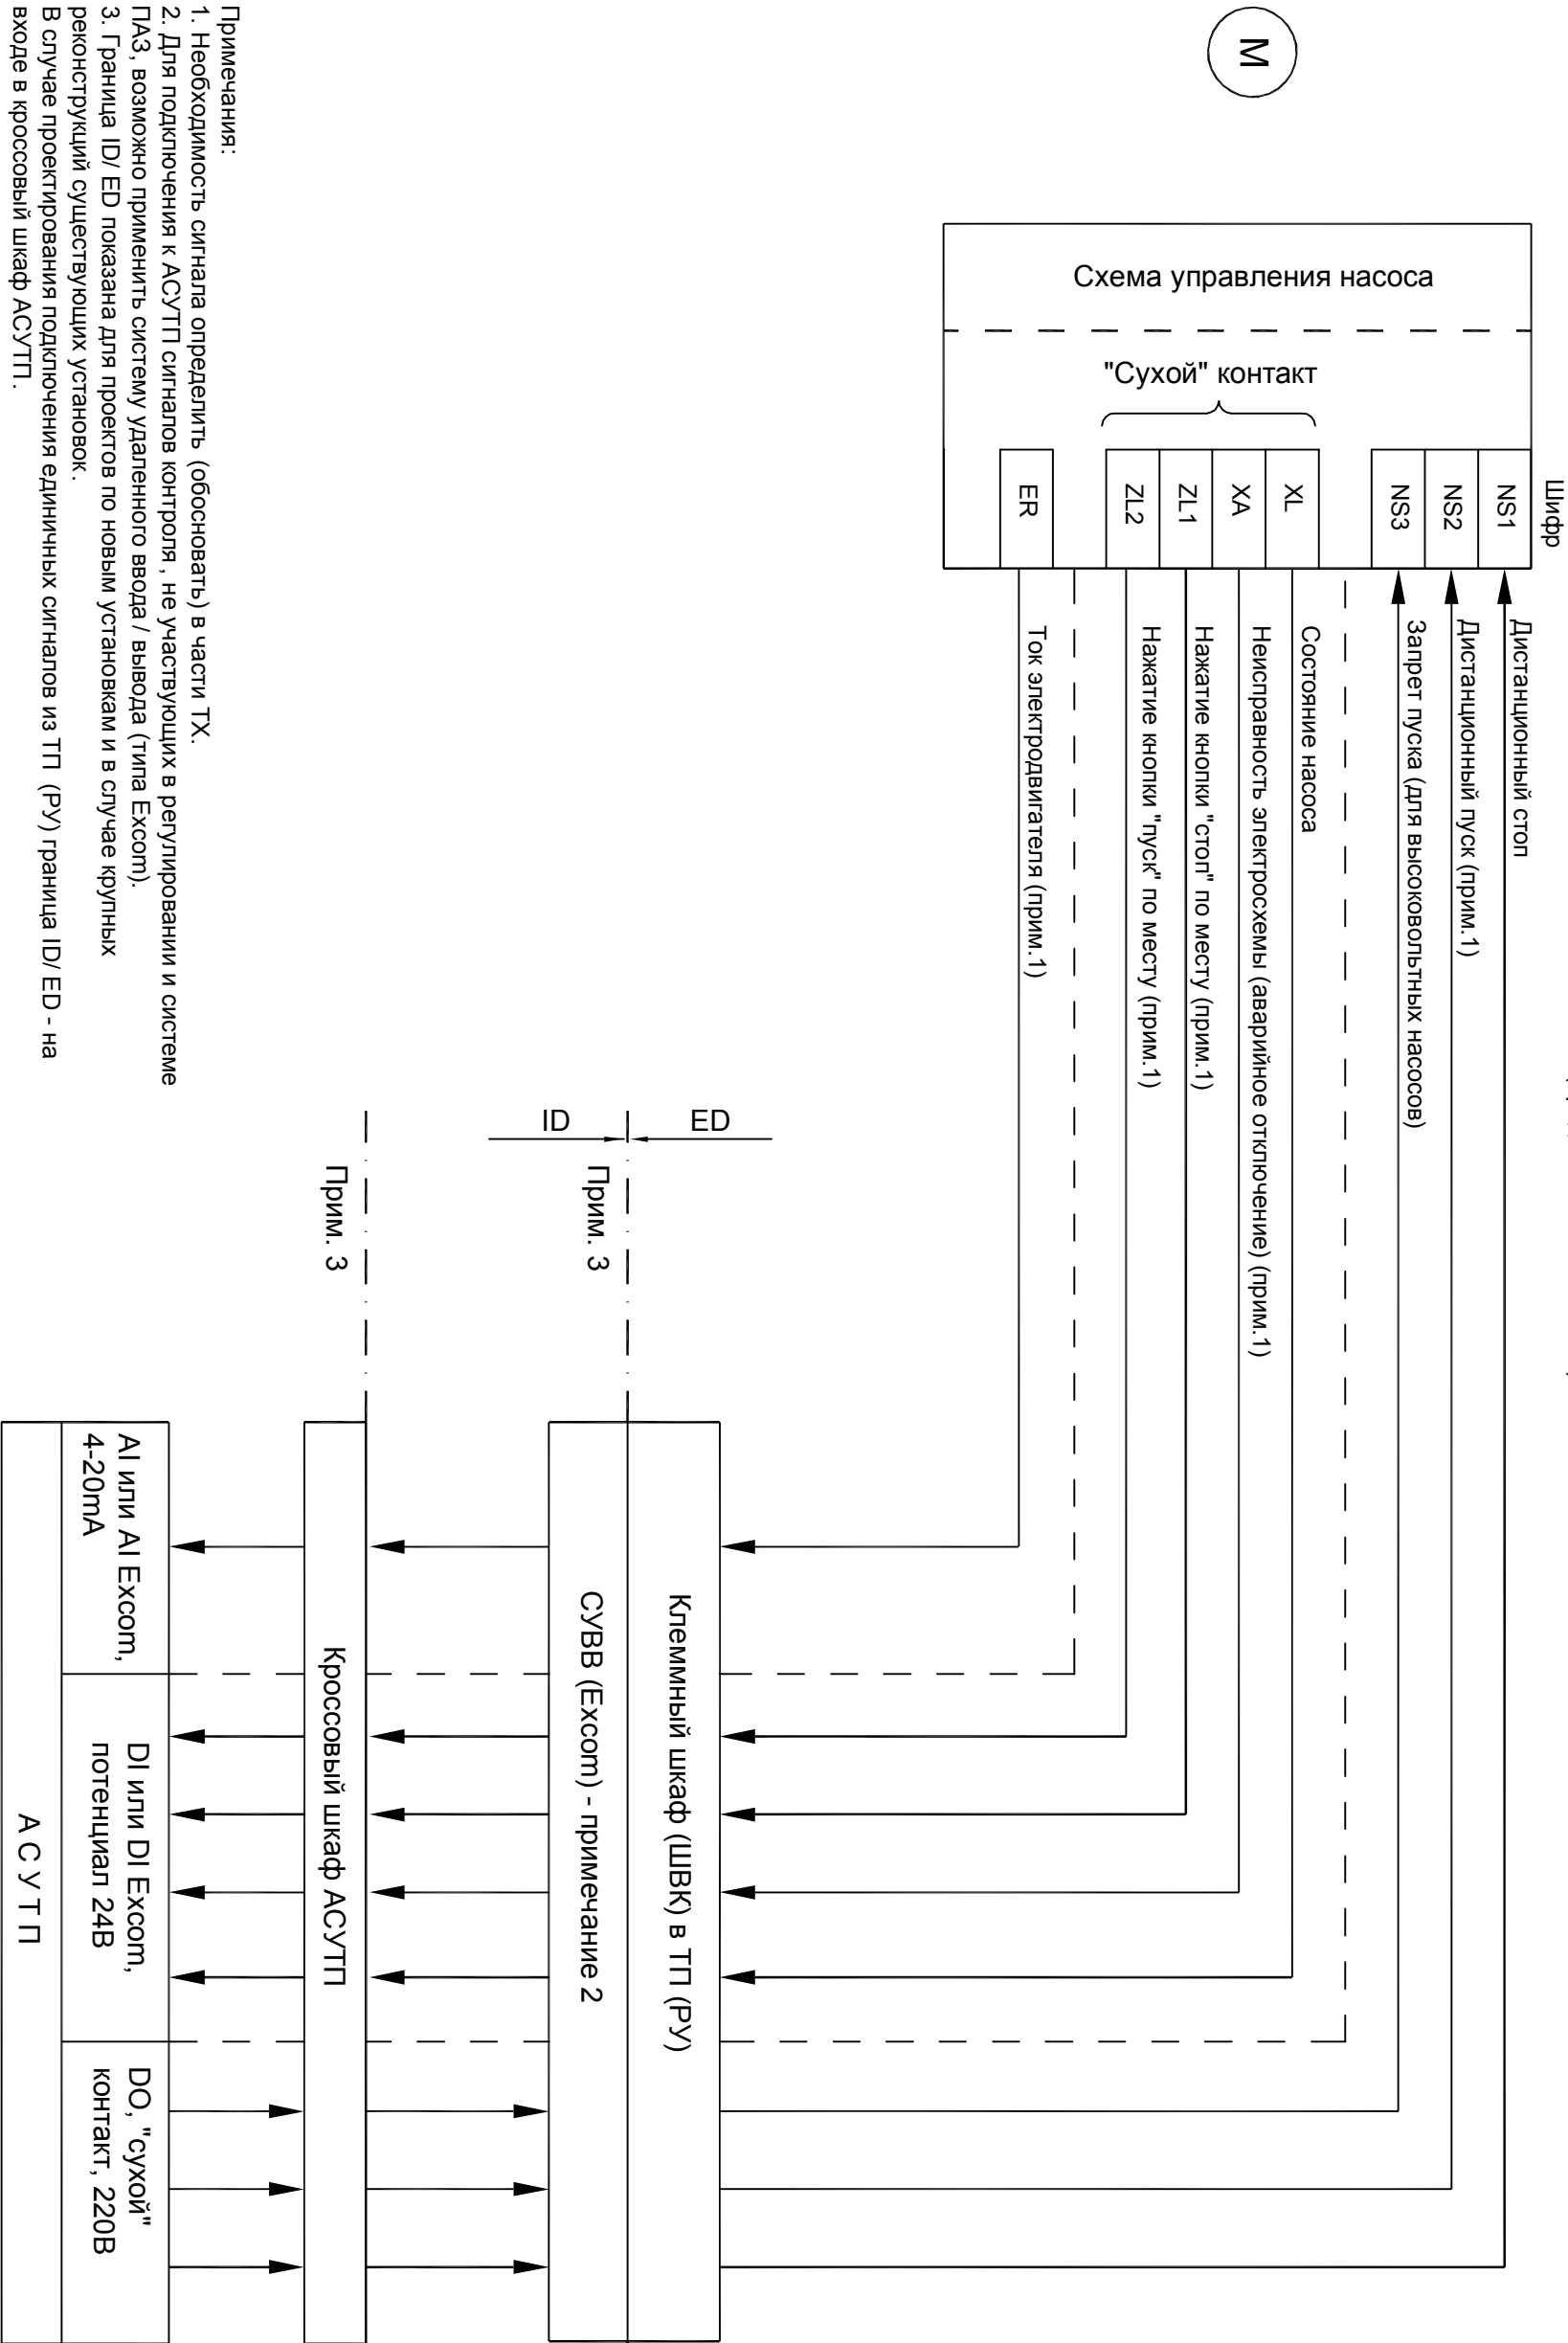 М
Схема управления насоса
"Сухой" контакт
Шифр
NS1
NS2
NS3
XL
XA
ZL1
ZL2
ER
Дистанционный стоп
Дистанционный пуск (прим.1)
Запрет пуска (для высоковольтных насосов)
Состояние насоса
Неисправность электросхемы (аварийное отключение) (прим.1)
Нажатие кнопки "стоп" по месту (прим.1)
Нажатие кнопки "пуск" по месту (прим.1)
Ток электродвигателя (прим.1)
ED
ID
Прим. 3
Прим. 3
Клеммный шкаф (ШВК) в ТП (РУ)
СУВВ (Excom) - примечание 2
Кроссовый шкаф АСУТП
AI или AI Excom,
4-20mA
DI или DI Excom,
потенциал 24В
DO, "сухой"
контакт, 220В
А С У Т П
Примечания:
1. Необходимость сигнала определить (обосновать) в части ТХ.
2. Для подключения к АСУТП сигналов контроля , не участвующих в регулировании и системе
ПАЗ, возможно применить систему удаленного ввода / вывода (типа Excom).
3. Граница ID/ ED показана для проектов по новым установкам и в случае крупных
реконструкций существующих установок.
В случае проектирования подключения единичных сигналов из ТП (РУ) граница ID/ ED - на
входе в кроссовый шкаф АСУТП.